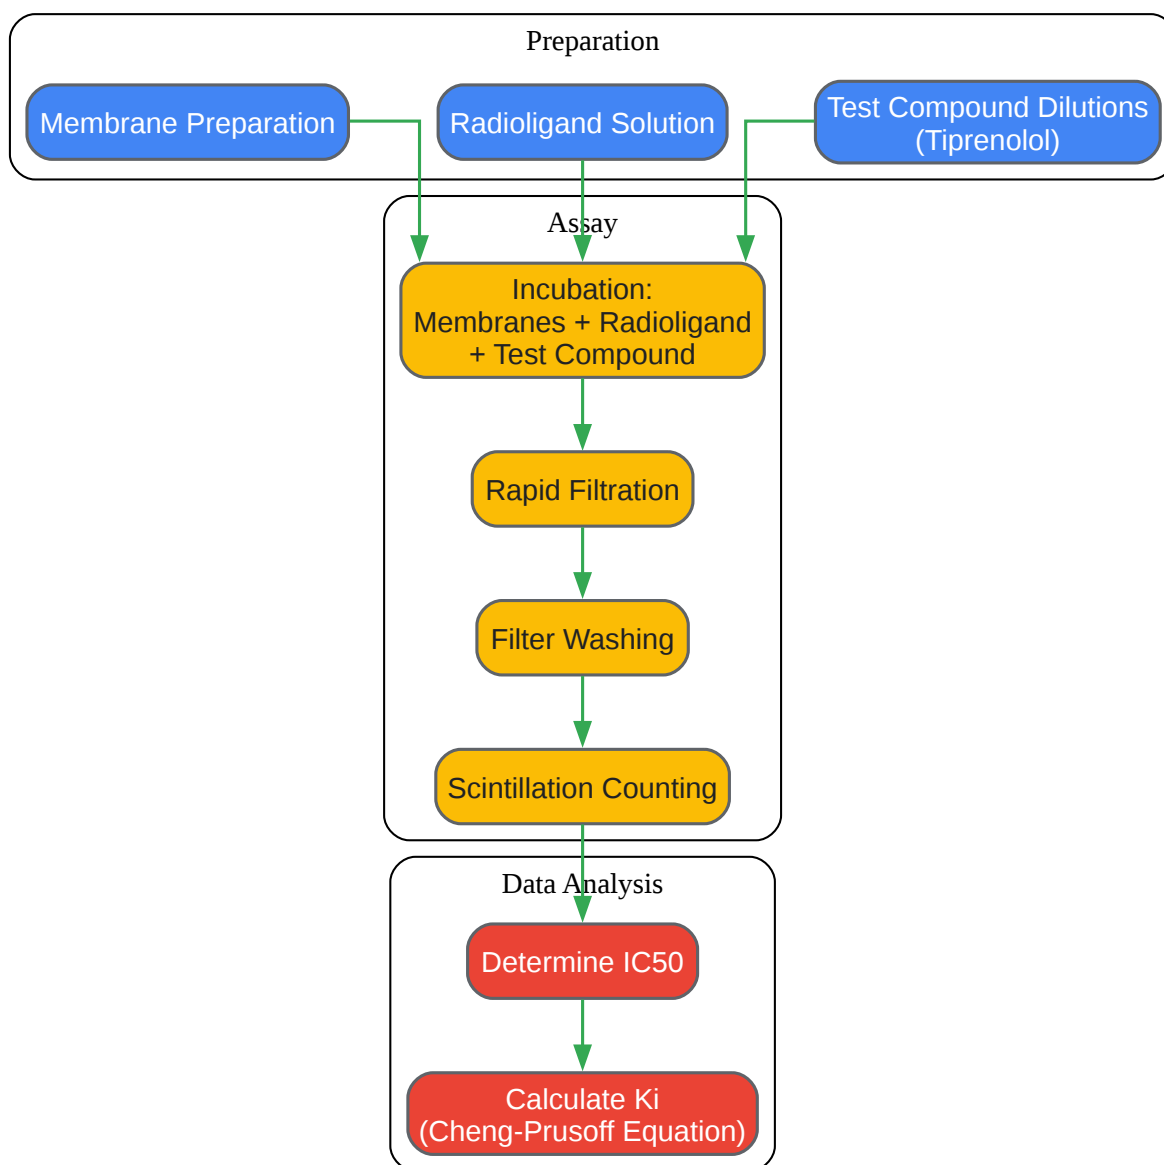 Preparation
Membrane Preparation
Radioligand Solution
Test Compound Dilutions
(Tiprenolol)
Assay
Incubation:
Membranes + Radioligand
+ Test Compound
Rapid Filtration
Filter Washing
Scintillation Counting
Data Analysis
Determine IC50
Calculate Ki
(Cheng-Prusoff Equation)